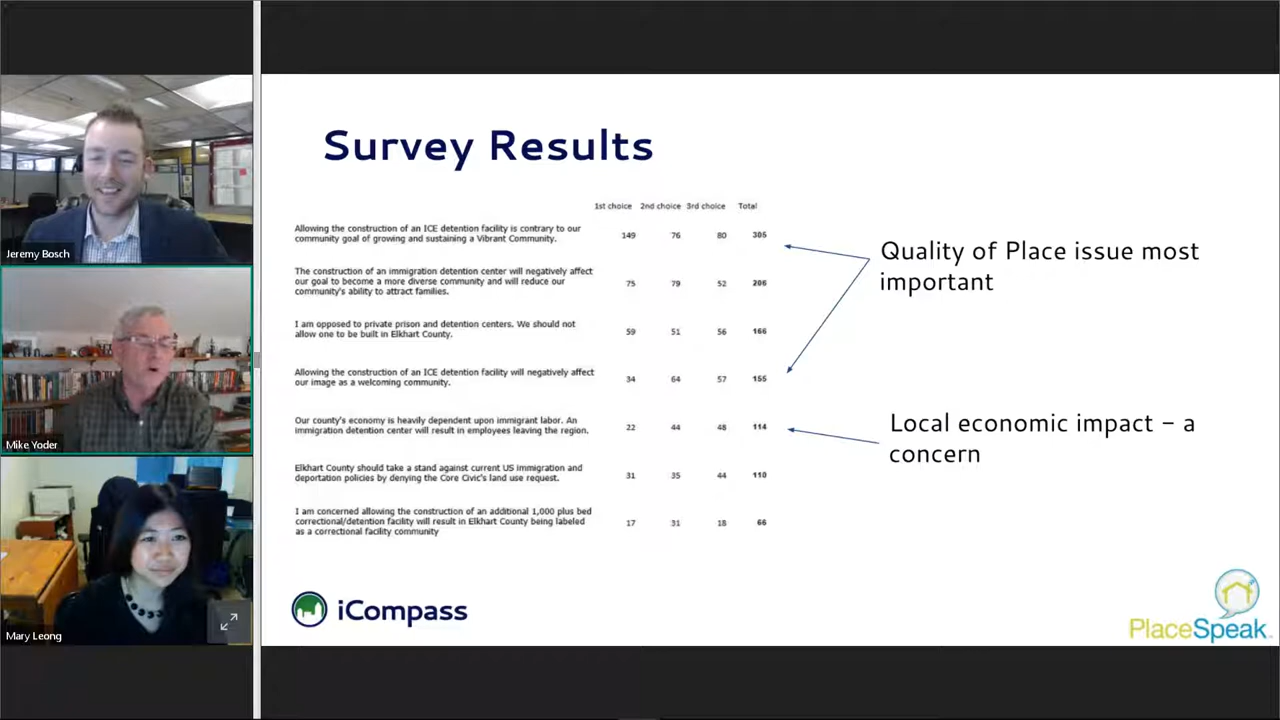 Jeremy Bosch
Mike Yoder
Mary Leong
Survey Results
1st choice 2nd choice 3rd choice Total
Allowing the construction of an ICE detention facility is contrary to our
community goal of growing and sustaining a Vibrant Community.
149 76 80 305
The construction of an immigration detention center will negatively affect
our goal to become a more diverse community and will reduce our
community's ability to attract families.
75 79 52 206
I am opposed to private prison and detention centers. We should not
allow one to be built in Elkhart County.
59 51 56 166
Allowing the construction of an ICE detention facility will negatively affect
our image as a welcoming community.
34 64 57 155
Our county's economy is heavily dependent upon immigrant labor. An
immigration detention center will result in employees leaving the region.
22 44 48 114
Elkhart County should take a stand against current US immigration and
deportation policies by denying the Core Civic's land use request.
31 35 44 110
I am concerned allowing the construction of an additional 1,000 plus bed
correctional/detention facility will result in Elkhart County being labeled
as a correctional facility community
17 31 18 66
Quality of Place issue most
important
Local economic impact - a
concern
iCompass
PlaceSpeak